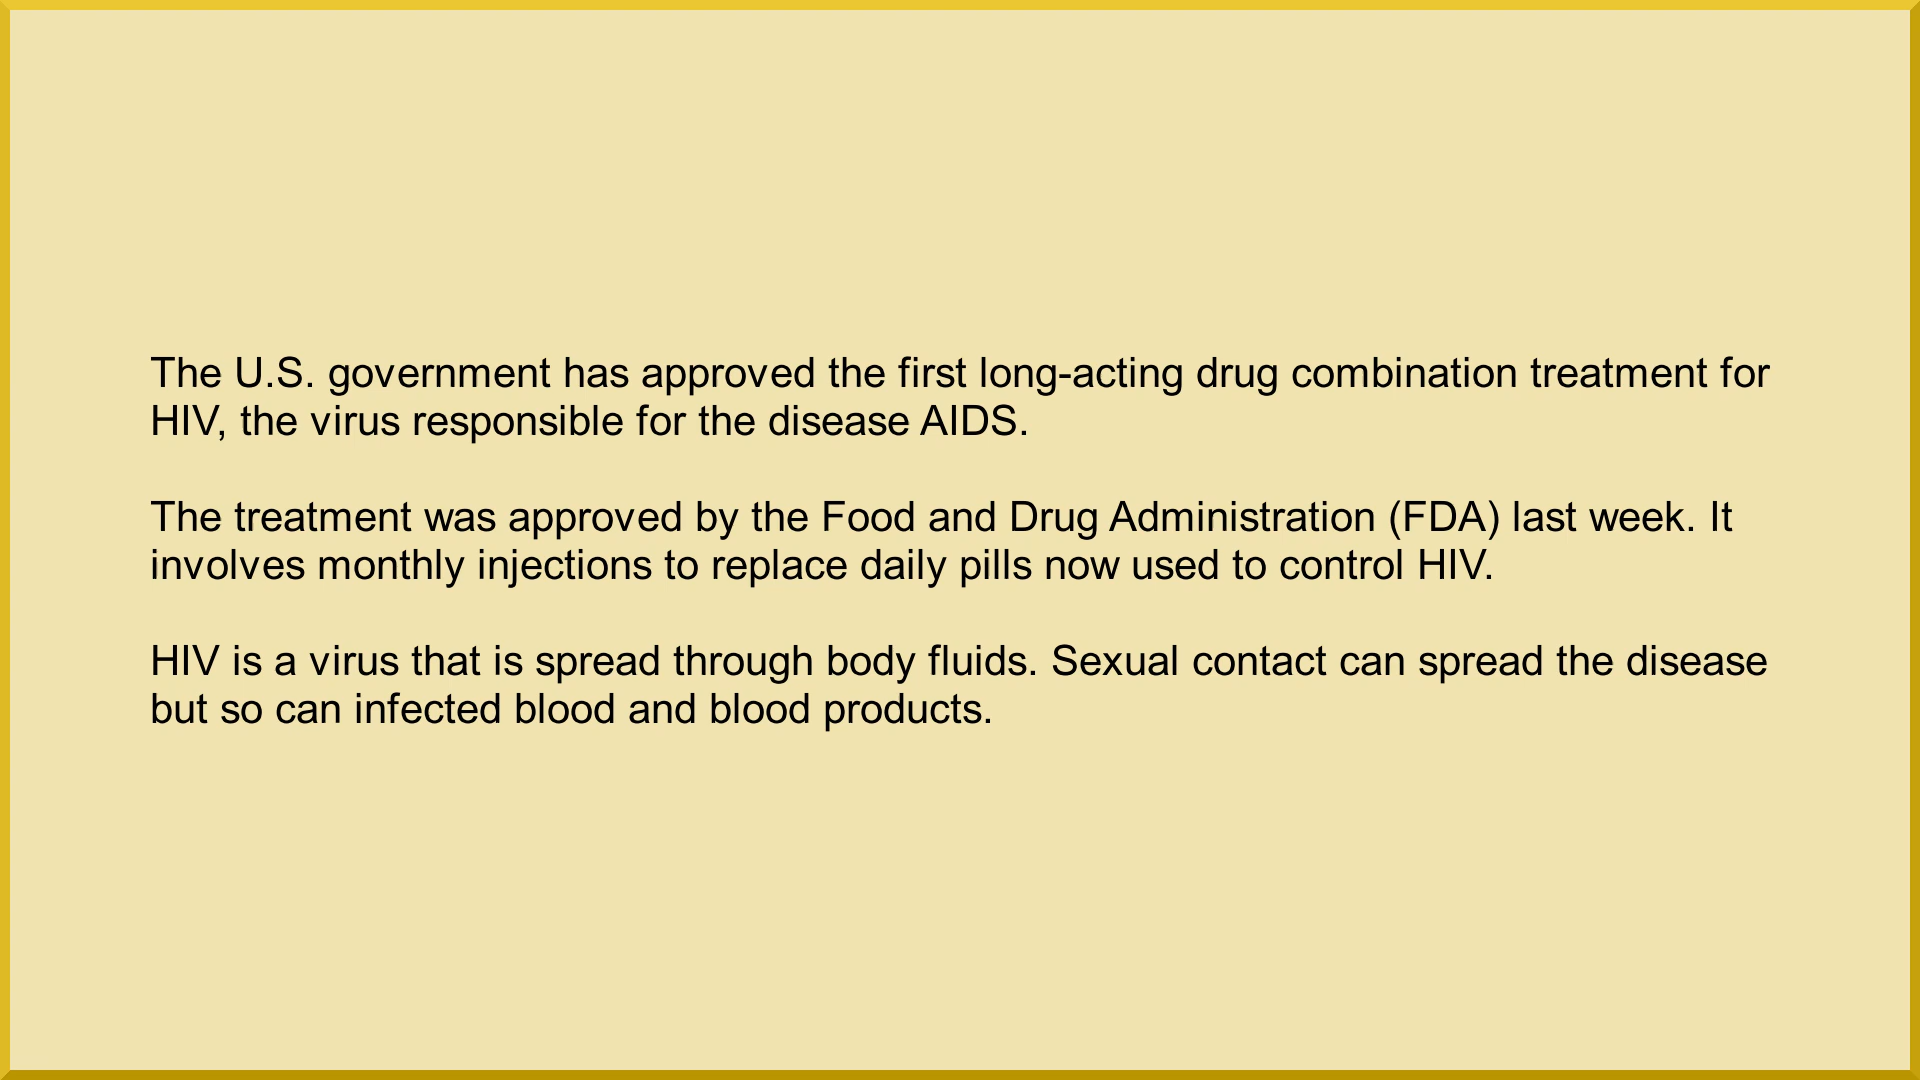 The U.S. government has approved the first long-acting drug combination treatment for
HIV, the virus responsible for the disease AIDS.
The treatment was approved by the Food and Drug Administration (FDA) last week. It
involves monthly injections to replace daily pills now used to control HIV.
HIV is a virus that is spread through body fluids. Sexual contact can spread the disease
but so can infected blood and blood products.